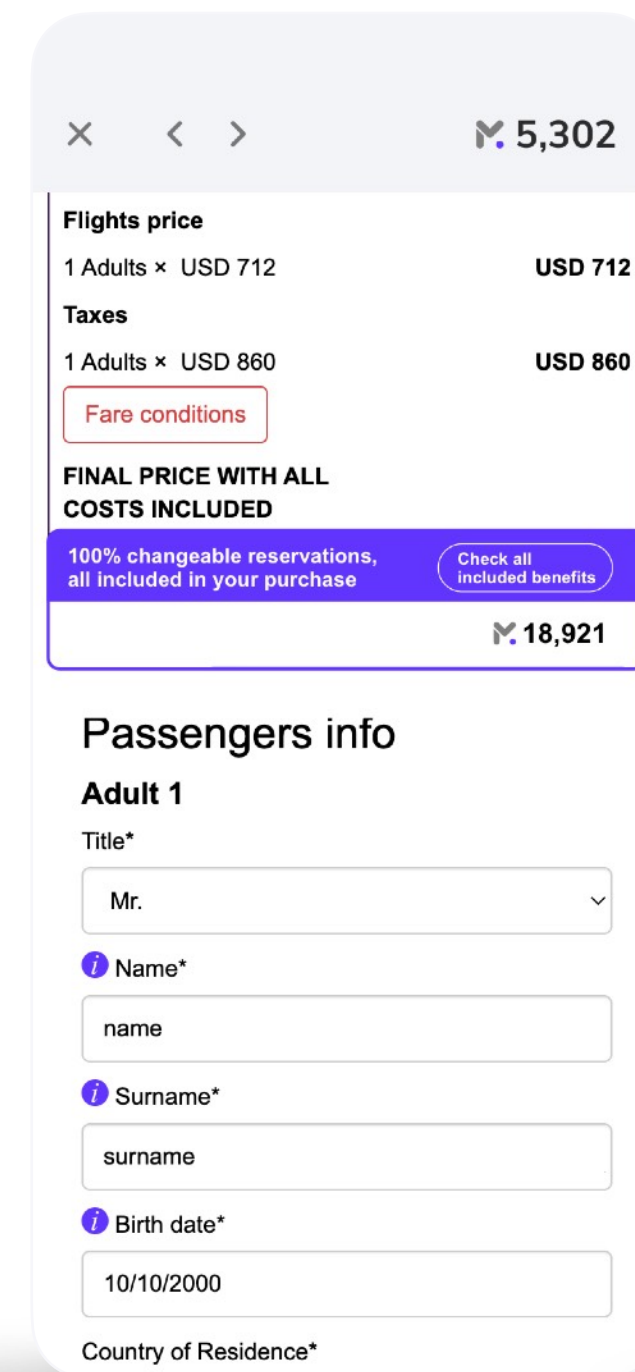 5,302
Flights price
1 Adults × USD 712 USD 712
Taxes
1 Adults × USD 860 USD 860
Fare conditions
FINAL PRICE WITH ALL
COSTS INCLUDED
100% changeable reservations,
all included in your purchase
Check all
included benefits
18,921
Passengers info
Adult 1
Title*
Mr.
i Name*
name
i Surname*
surname
i Birth date*
10/10/2000
Country of Residence*